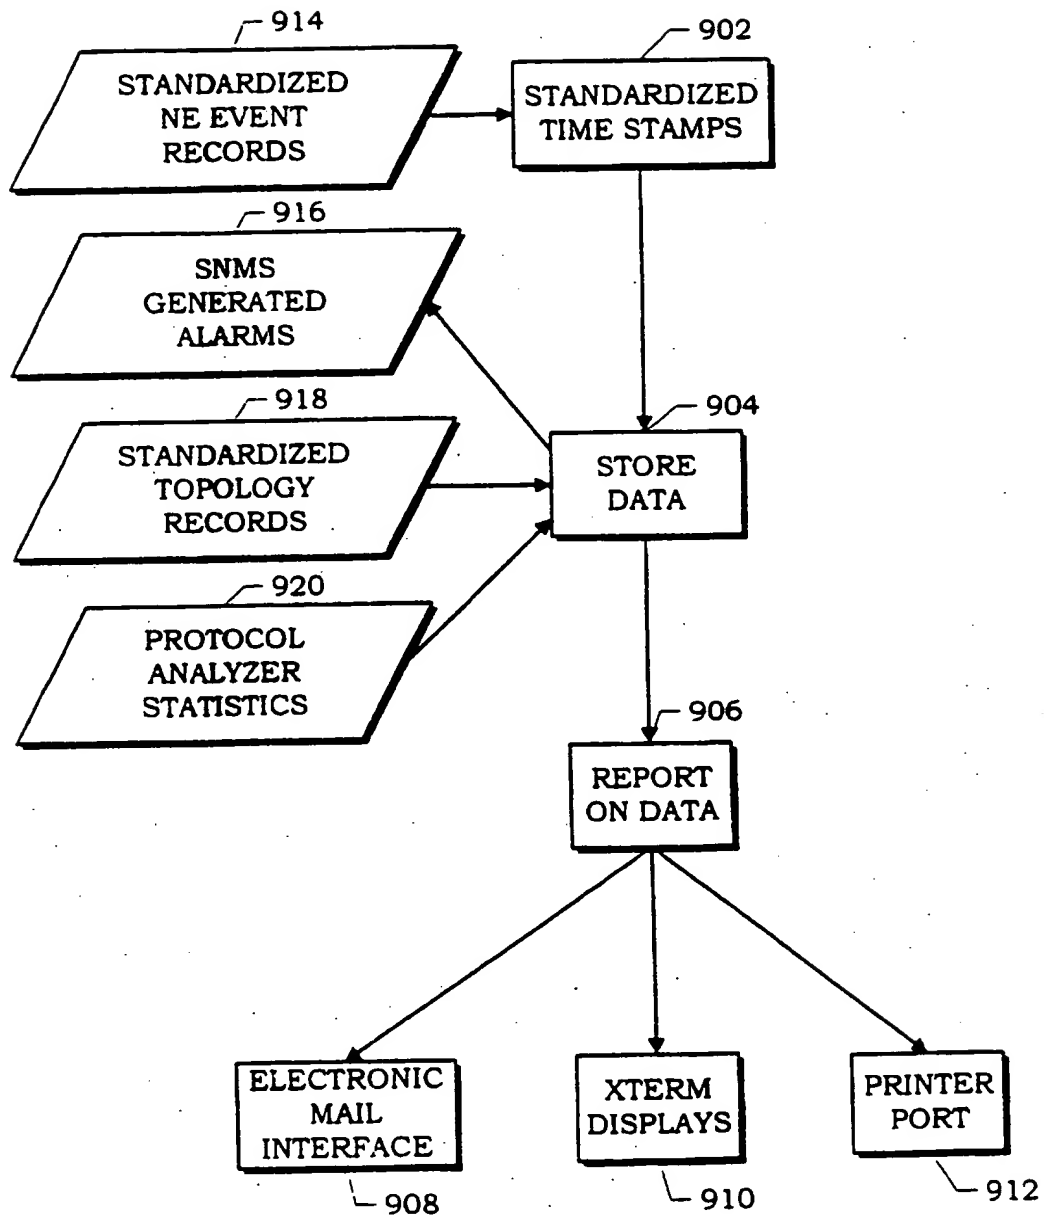 914
STANDARDIZED
NE EVENT
RECORDS
902
STANDARDIZED
TIME STAMPS
916
SNMS
GENERATED
ALARMS
918
STANDARDIZED
TOPOLOGY
RECORDS
904
STORE
DATA
920
PROTOCOL
ANALYZER
STATISTICS
906
REPORT
ON DATA
ELECTRONIC
MAIL
INTERFACE
908
XTERM
DISPLAYS
910
PRINTER
PORT
912